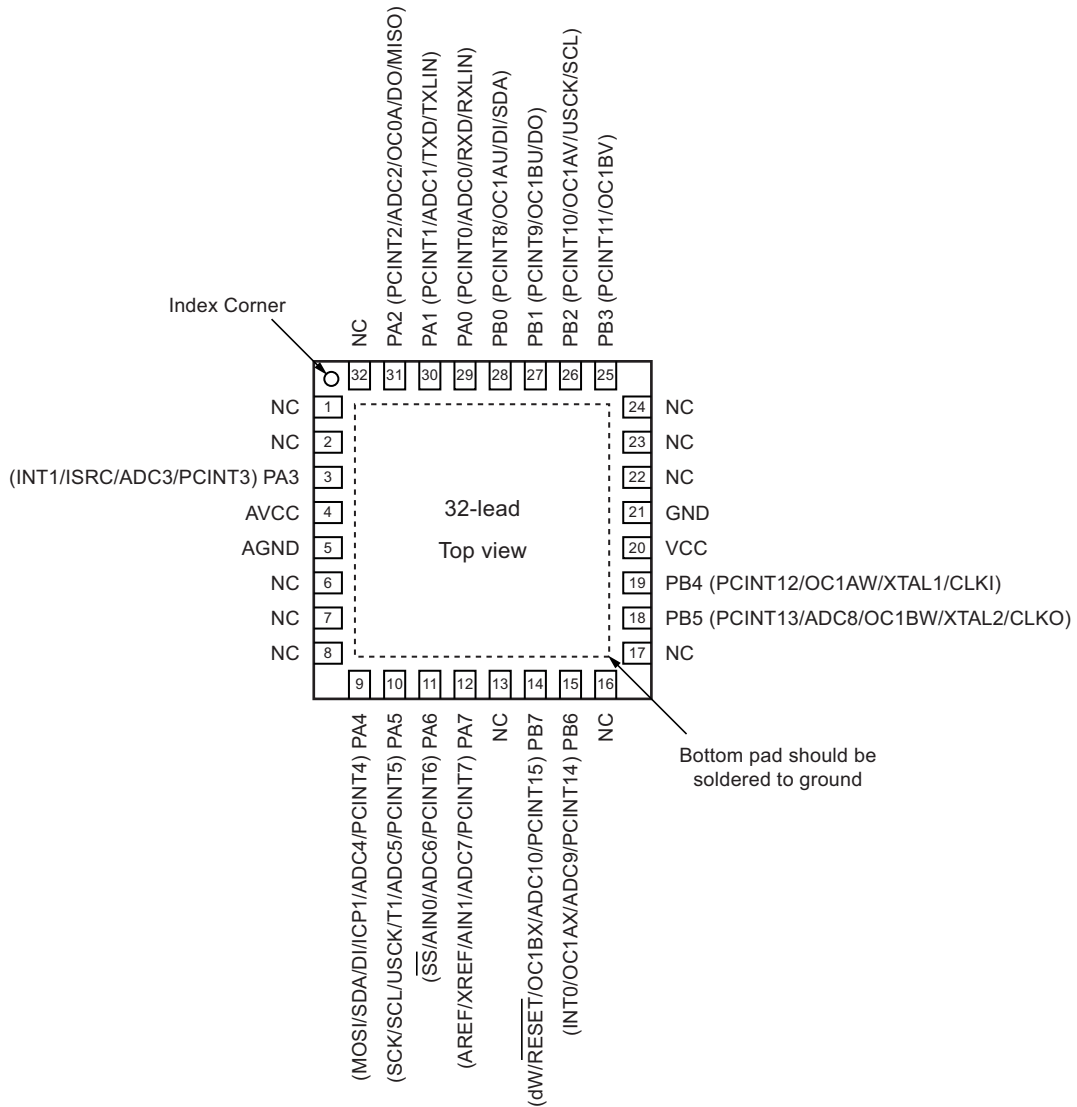 PA2 (PCINT2/ADC2/OC0A/DO/MISO)
PA1 (PCINT1/ADC1/TXD/TXLIN)
PA0 (PCINT0/ADC0/RXD/RXLIN)
PB0 (PCINT8/OC1AU/DI/SDA)
PB1 (PCINT9/OC1BU/DO)
PB2 (PCINT10/OC1AV/USCK/SCL)
PB3 (PCINT11/OC1BV)
NC
Index Corner
32
31
30
29
28
27
26
25
NC 1
NC 2
(INT1/ISRC/ADC3/PCINT3) PA3 3
AVCC 4
AGND 5
NC 6
NC 7
NC 8
32-lead
Top view
24 NC
23 NC
22 NC
21 GND
20 VCC
19 PB4 (PCINT12/OC1AW/XTAL1/CLKI)
18 PB5 (PCINT13/ADC8/OC1BW/XTAL2/CLKO)
17 NC
9
10
11
12
13
14
15
16
(MOSI/SDA/DI/ICP1/ADC4/PCINT4) PA4
(SCK/SCL/USCK/T1/ADC5/PCINT5) PA5
(SS/AIN0/ADC6/PCINT6) PA6
(AREF/XREF/AIN1/ADC7/PCINT7) PA7
NC
(dW/RESET/OC1BX/ADC10/PCINT15) PB7
(INT0/OC1AX/ADC9/PCINT14) PB6
NC
Bottom pad should be
soldered to ground